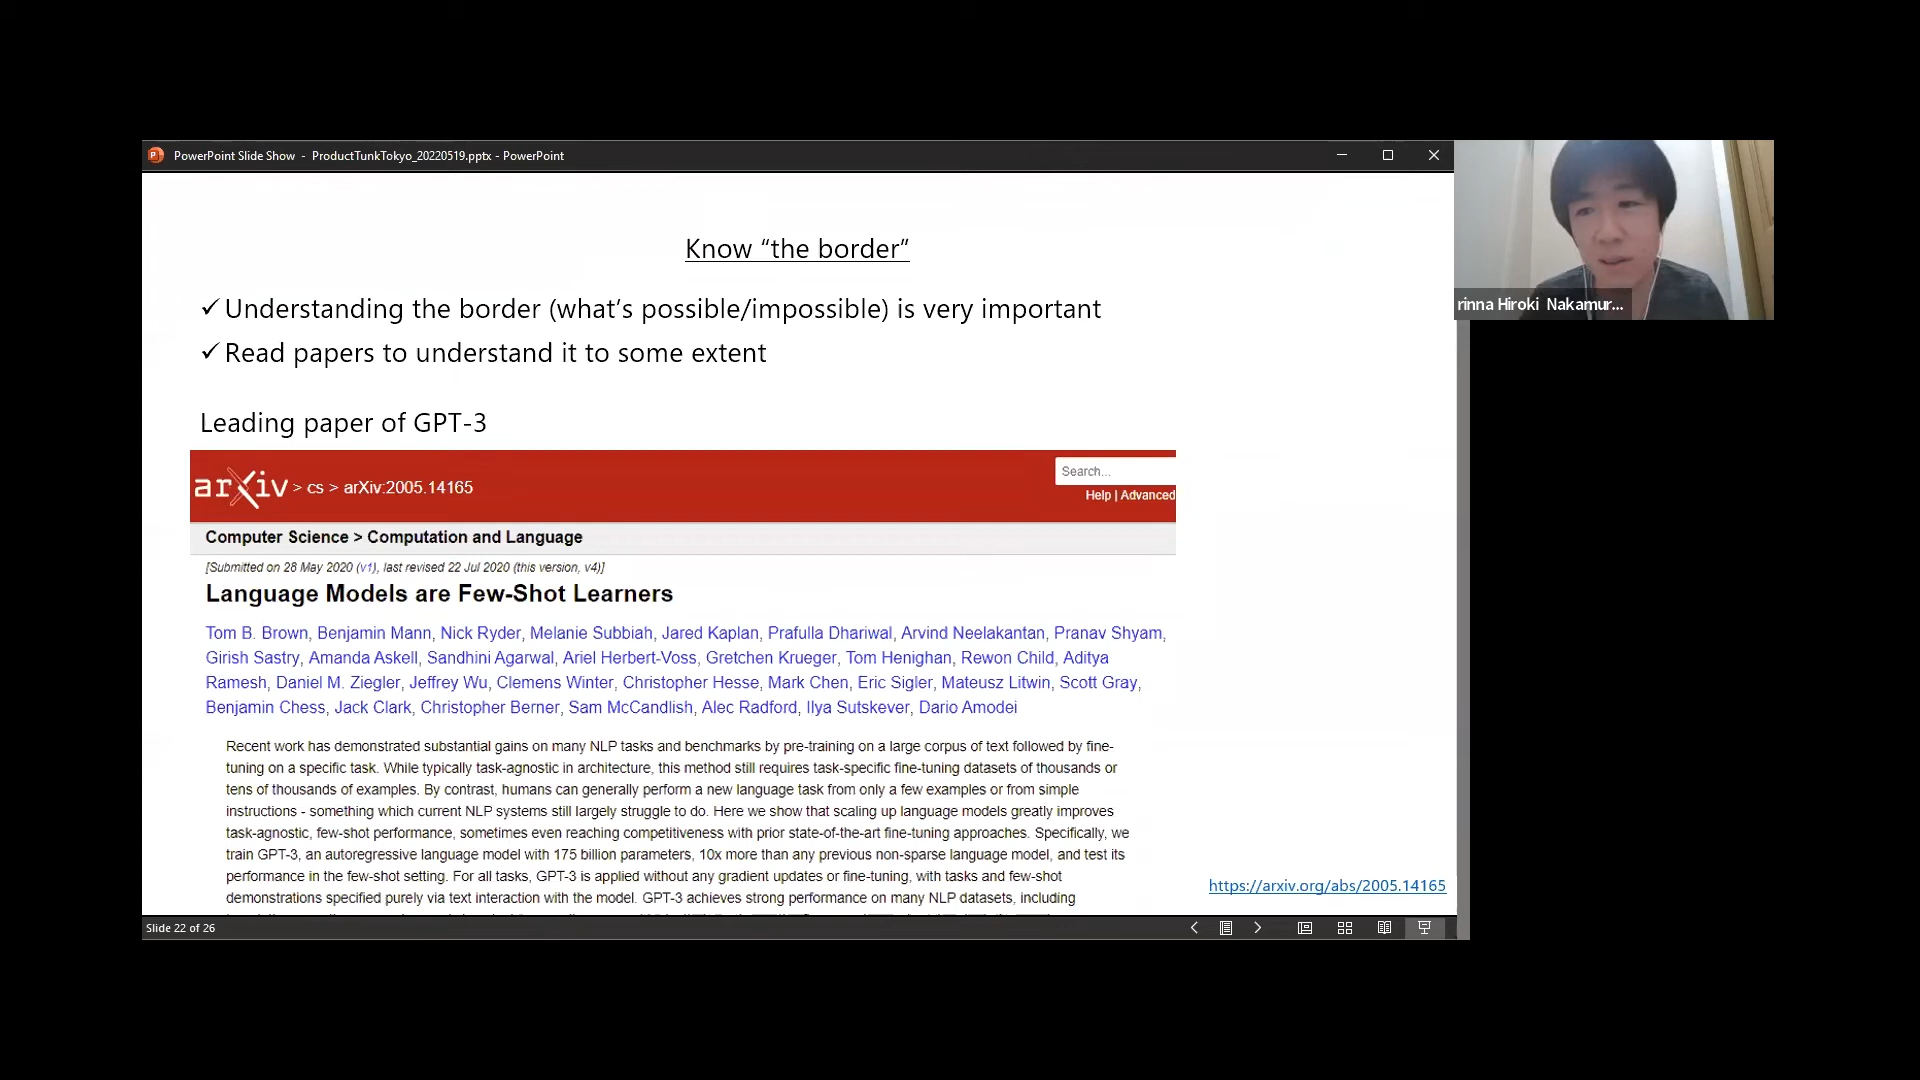 PowerPoint Slide Show - ProductTunkTokyo_20220519.pptx - PowerPoint
rinna Hiroki Nakamur...
Know “the border”
✓ Understanding the border (what’s possible/impossible) is very important
✓ Read papers to understand it to some extent
Leading paper of GPT-3
arXiv > cs > arXiv:2005.14165
Search...
Help | Advanced
Computer Science > Computation and Language
[Submitted on 28 May 2020 (v1), last revised 22 Jul 2020 (this version, v4)]
Language Models are Few-Shot Learners
Tom B. Brown, Benjamin Mann, Nick Ryder, Melanie Subbiah, Jared Kaplan, Prafulla Dhariwal, Arvind Neelakantan, Pranav Shyam,
Girish Sastry, Amanda Askell, Sandhini Agarwal, Ariel Herbert-Voss, Gretchen Krueger, Tom Henighan, Rewon Child, Aditya
Ramesh, Daniel M. Ziegler, Jeffrey Wu, Clemens Winter, Christopher Hesse, Mark Chen, Eric Sigler, Mateusz Litwin, Scott Gray,
Benjamin Chess, Jack Clark, Christopher Berner, Sam McCandlish, Alec Radford, Ilya Sutskever, Dario Amodei
Recent work has demonstrated substantial gains on many NLP tasks and benchmarks by pre-training on a large corpus of text followed by fine-
tuning on a specific task. While typically task-agnostic in architecture, this method still requires task-specific fine-tuning datasets of thousands or
tens of thousands of examples. By contrast, humans can generally perform a new language task from only a few examples or from simple
instructions - something which current NLP systems still largely struggle to do. Here we show that scaling up language models greatly improves
task-agnostic, few-shot performance, sometimes even reaching competitiveness with prior state-of-the-art fine-tuning approaches. Specifically, we
train GPT-3, an autoregressive language model with 175 billion parameters, 10x more than any previous non-sparse language model, and test its
performance in the few-shot setting. For all tasks, GPT-3 is applied without any gradient updates or fine-tuning, with tasks and few-shot
demonstrations specified purely via text interaction with the model. GPT-3 achieves strong performance on many NLP datasets, including
https://arxiv.org/abs/2005.14165
Slide 22 of 26